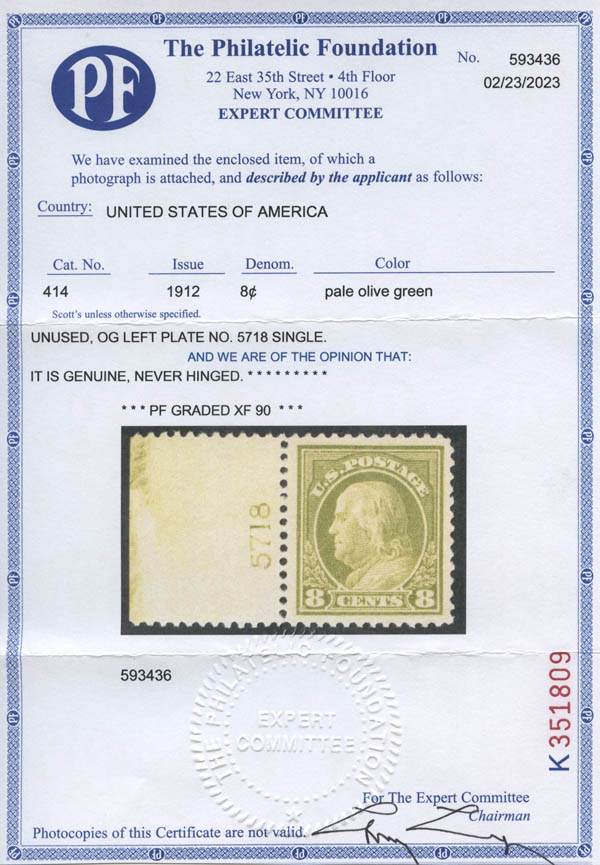 PF
The Philatelic Foundation
22 East 35th Street • 4th Floor
New York, NY 10016
EXPERT COMMITTEE
No. 593436
02/23/2023
We have examined the enclosed item, of which a
photograph is attached, and described by the applicant as follows:
Country: UNITED STATES OF AMERICA
Cat. No. Issue Denom. Color
414 1912 8¢ pale olive green
Scott's unless otherwise specified.
UNUSED, OG LEFT PLATE NO. 5718 SINGLE.
AND WE ARE OF THE OPINION THAT:
IT IS GENUINE, NEVER HINGED. * * * * * * * * *
* * * PF GRADED XF 90 * * *
U.S. POSTAGE
5718
8 CENTS 8
593436
THE PHILATELIC FOUNDATION
EXPERT
COMMITTEE
K 351809
For The Expert Committee
Chairman
Photocopies of this Certificate are not valid.